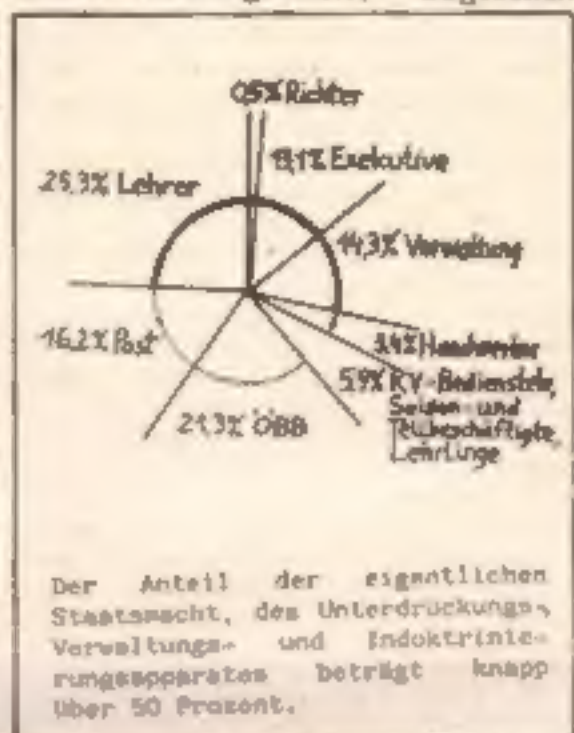 0,5% Richter
13,1% Exekutive
25,3% Lehrer
14,3% Verwaltung
16,2% Post
3,4% Handwerker
5,9% KV-Bedienstete,
Saison- und
Teilbeschäftigte,
Lehrlinge
21,3% ÖBB
Der Anteil der eigentlichen
Staatsmacht, des Unterdrückungs-,
Verwaltungs- und Indoktrinie-
rungsapparates beträgt knapp
über 50 Prozent.